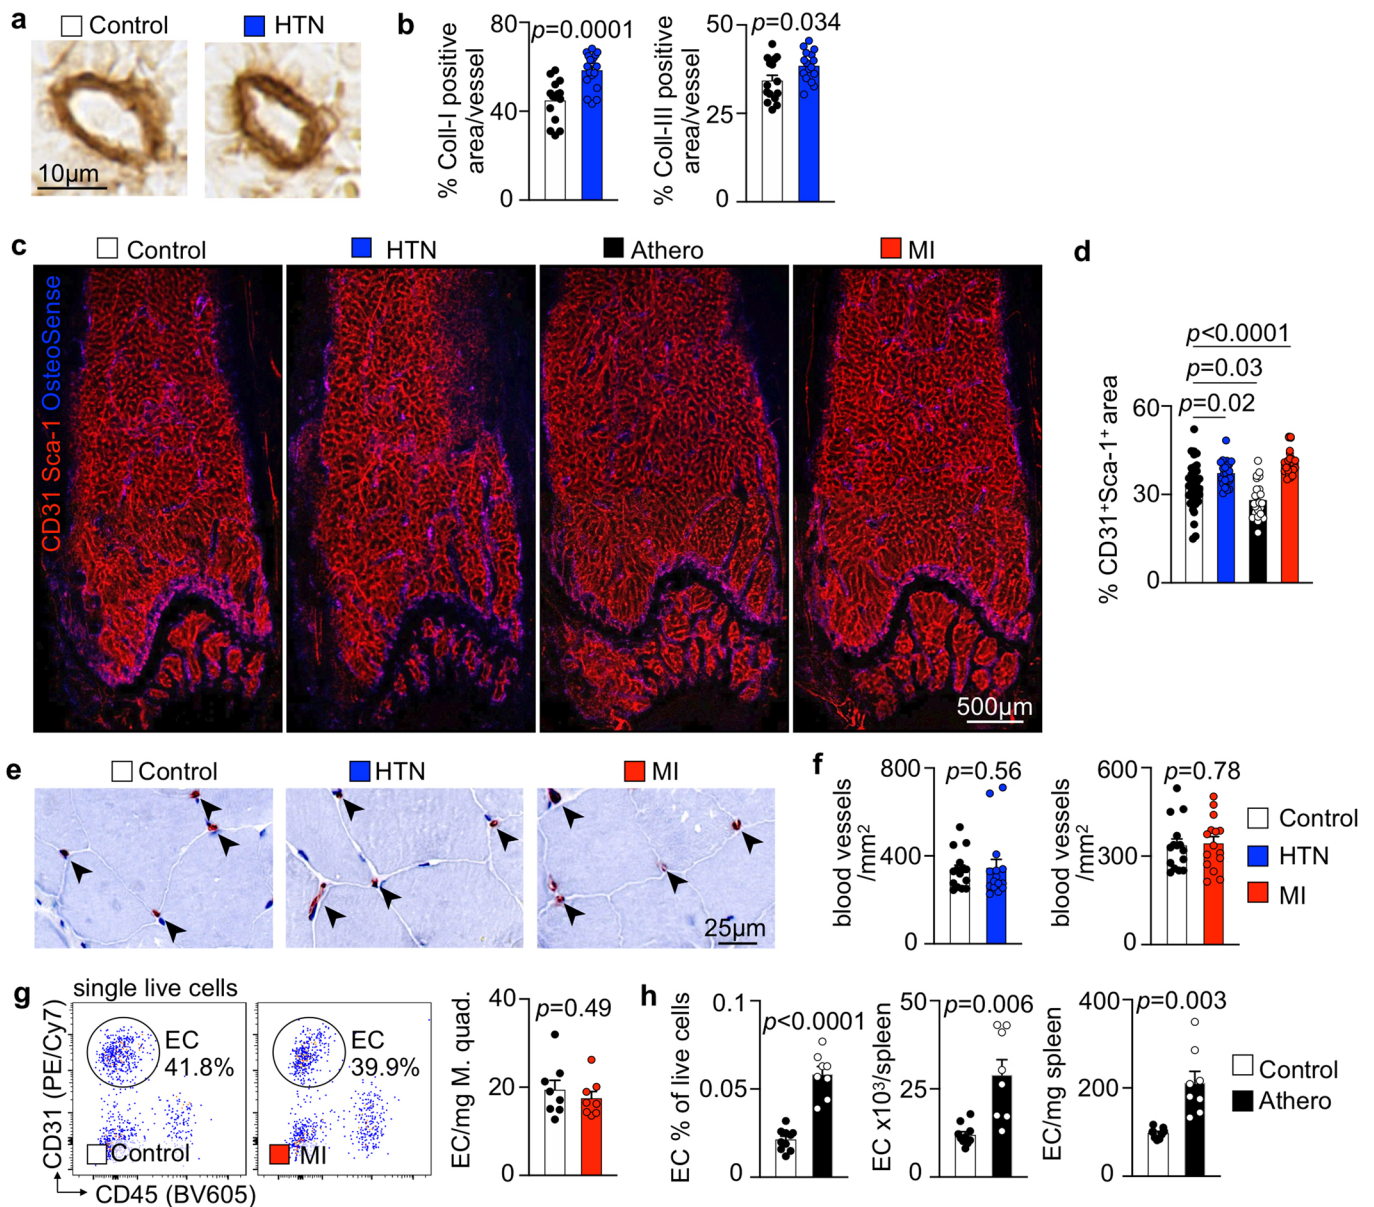 a
Control
HTN
10µm
b
% Coll-I positive
area/vessel
80
40
0
p=0.0001
% Coll-III positive
area/vessel
50
25
0
p=0.034
c
Control
HTN
Athero
MI
CD31 Sca-1 OsteoSense
500µm
d
p<0.0001
p=0.03
p=0.02
% CD31⁺Sca-1⁺ area
60
30
0
e
Control
HTN
MI
25µm
f
blood vessels
/mm²
800
400
0
p=0.56
blood vessels
/mm²
600
300
0
p=0.78
Control
HTN
MI
g
single live cells
CD31 (PE/Cy7)
EC
41.8%
Control
EC
39.9%
MI
CD45 (BV605)
EC/mg M. quad.
40
20
0
p=0.49
h
EC % of live cells
0.1
0.05
0
p<0.0001
EC x10³/spleen
50
25
0
p=0.006
EC/mg spleen
400
200
0
p=0.003
Control
Athero